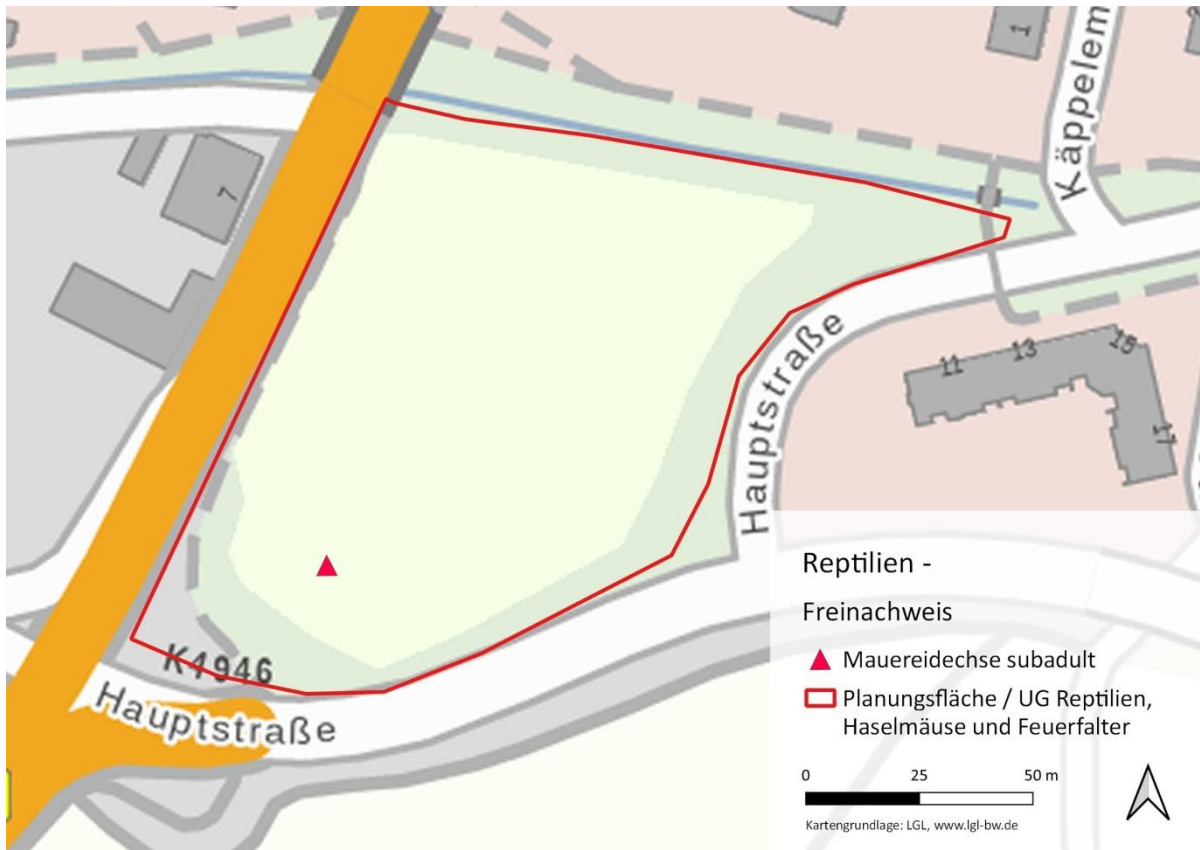 1
Käppelem
7
11
13
15
17
Hauptstraße
K4946
Hauptstraße
Reptilien -
Freinachweis
Mauereidechse subadult
Planungsfläche / UG Reptilien,
Haselmäuse und Feuerfalter
0 25 50 m
Kartengrundlage: LGL, www.lgl-bw.de